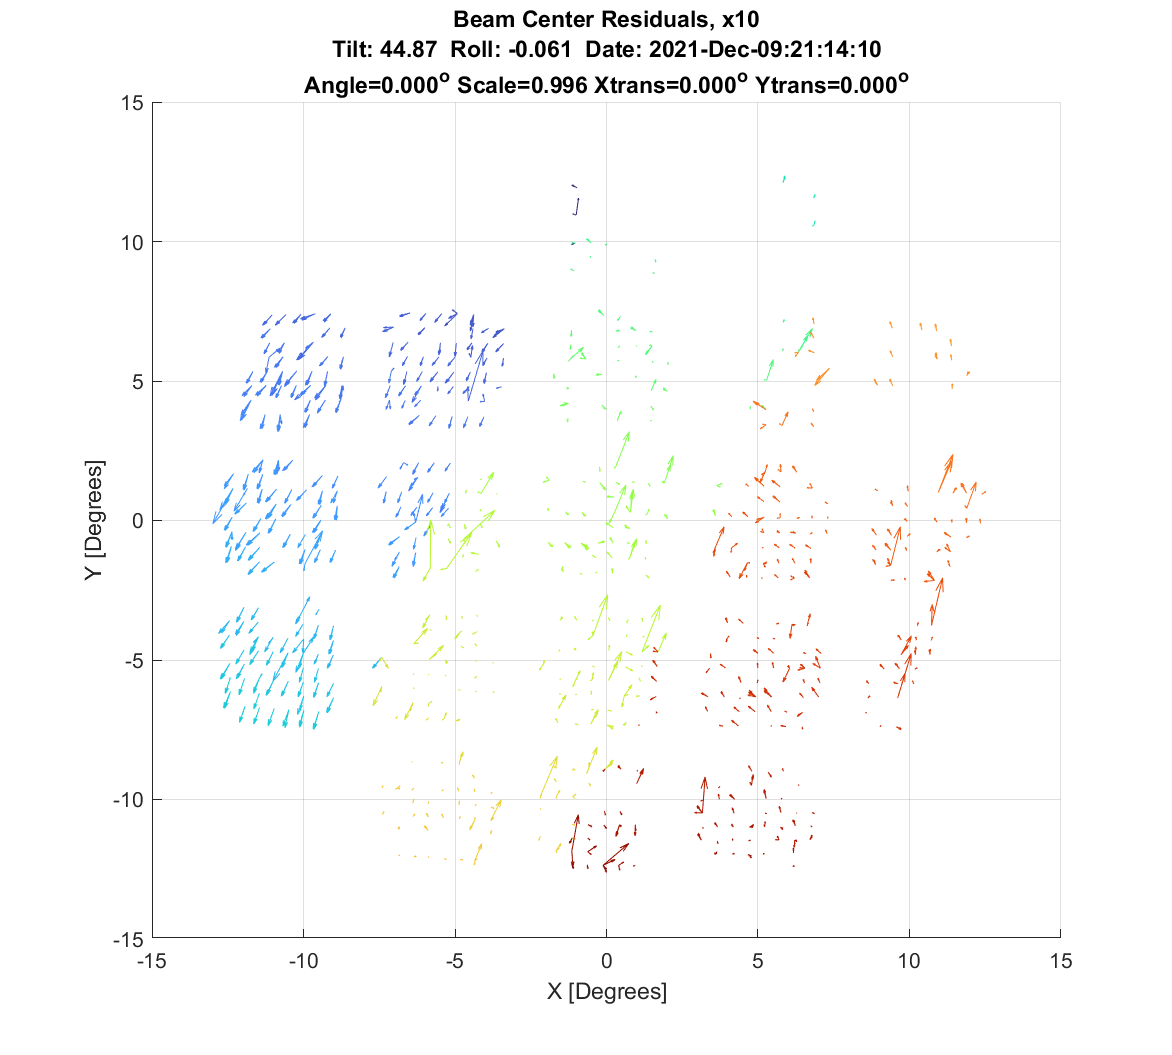 Beam Center Residuals, x10
Tilt: 44.87 Roll: -0.061 Date: 2021-Dec-09:21:14:10
Angle=0.000° Scale=0.996 Xtrans=0.000° Ytrans=0.000°
15
10
5
0
-5
-10
-15
Y [Degrees]
-15 -10 -5 0 5 10 15
X [Degrees]